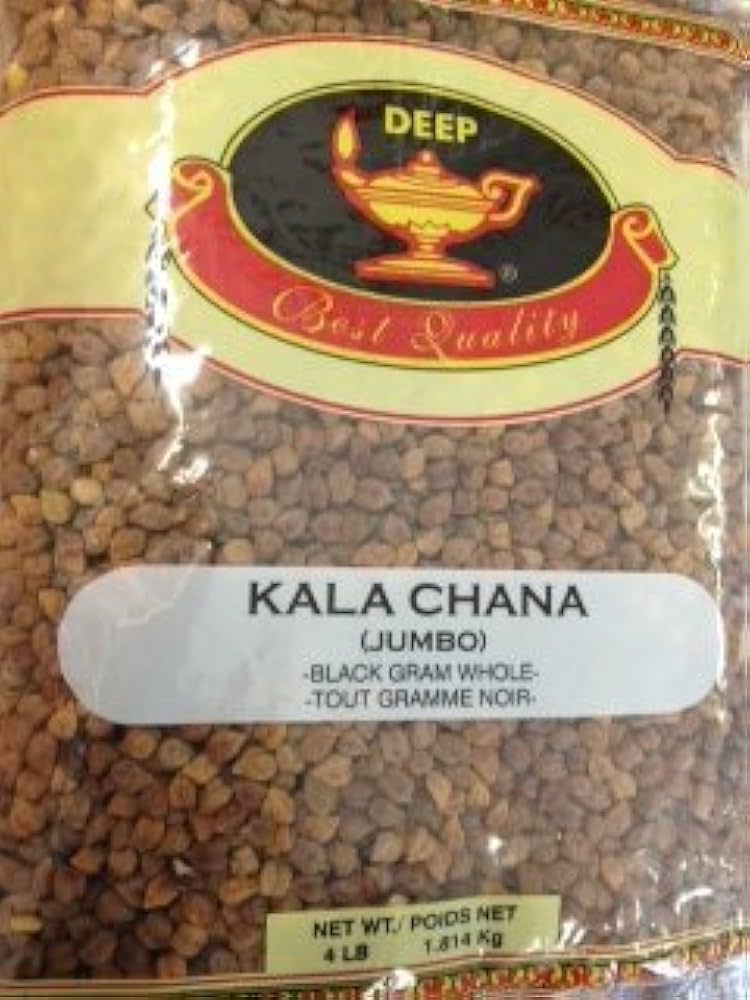 DEEP
®
Best Quality
KALA CHANA
(JUMBO)
-BLACK GRAM WHOLE-
-TOUT GRAMME NOIR-
NET WT./ POIDS NET
4 LB 1.814 Kg